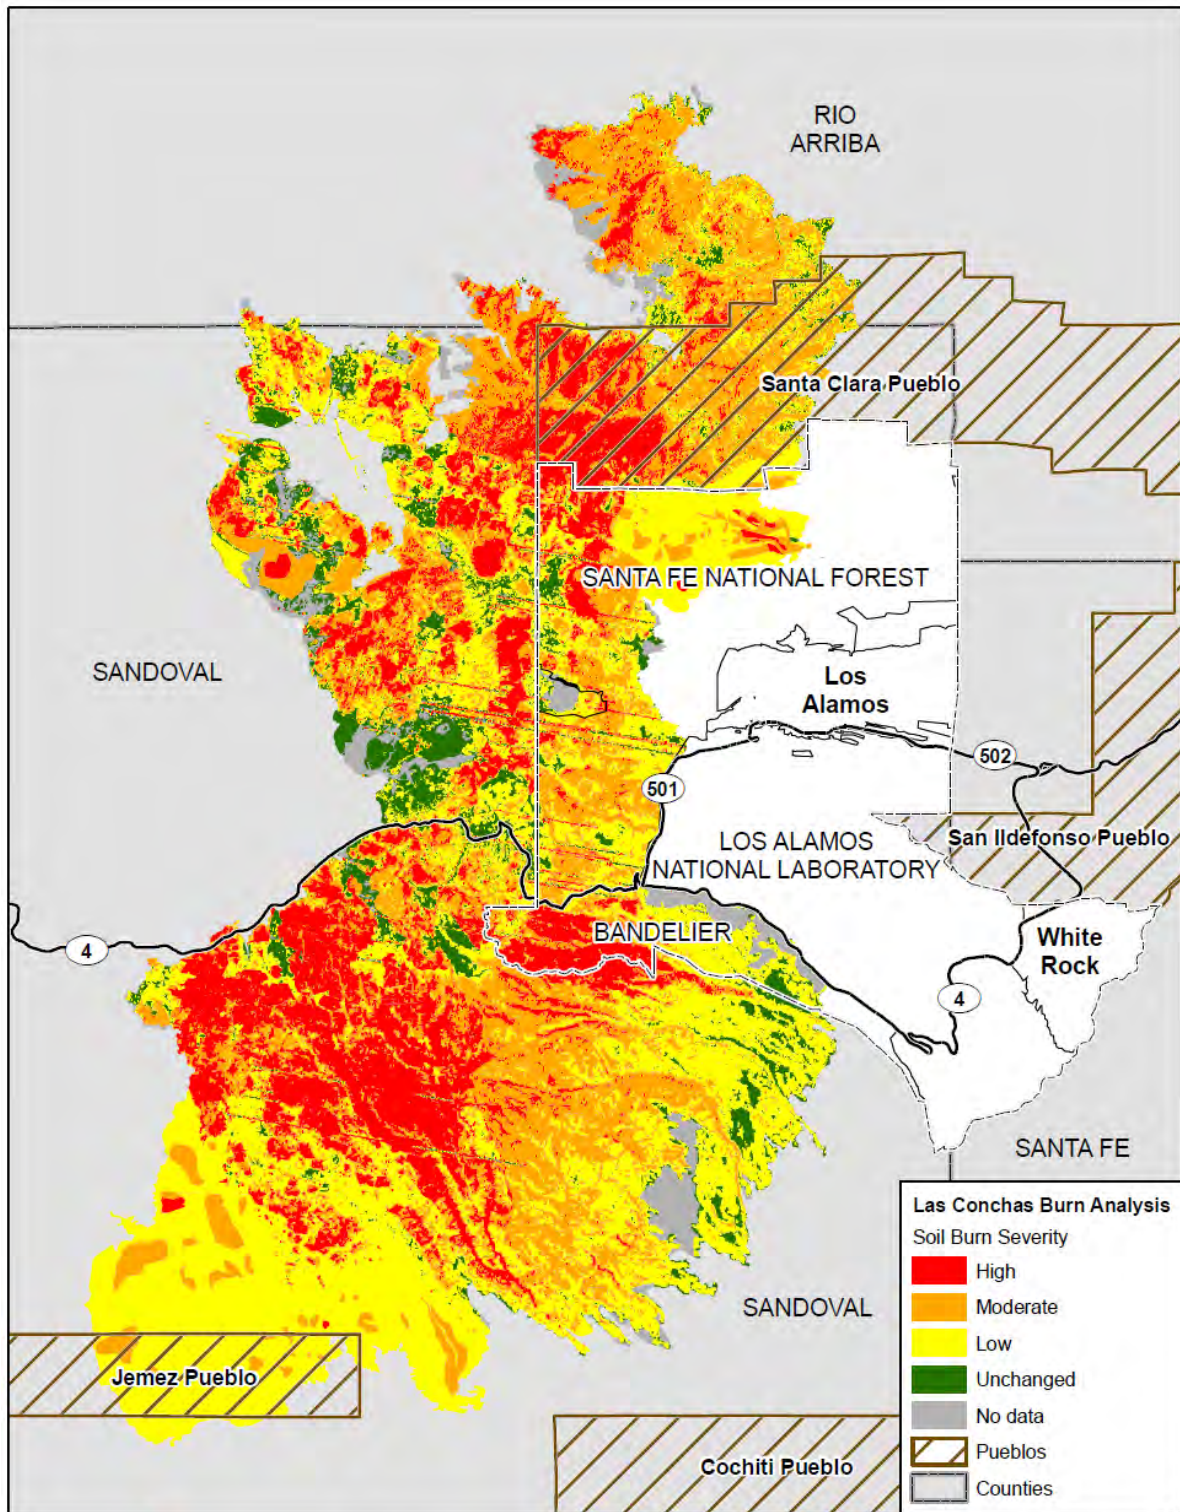 RIO
ARRIBA
Santa Clara Pueblo
SANTA FE NATIONAL FOREST
SANDOVAL
Los
Alamos
502
501
LOS ALAMOS
NATIONAL LABORATORY
San Ildefonso Pueblo
BANDELIER
White
Rock
4
4
SANTA FE
SANDOVAL
Jemez Pueblo
Cochiti Pueblo
Las Conchas Burn Analysis
Soil Burn Severity
High
Moderate
Low
Unchanged
No data
Pueblos
Counties